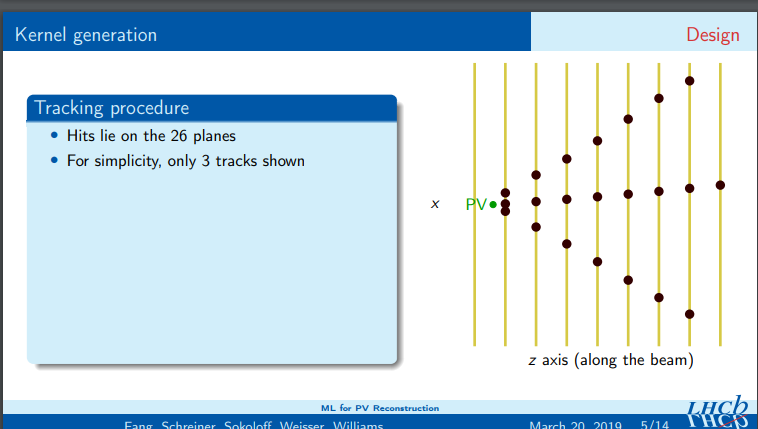 Kernel generation
Design
Tracking procedure
Hits lie on the 26 planes
For simplicity, only 3 tracks shown
x
PV
z axis (along the beam)
ML for PV Reconstruction
Fang, Schreiner, Sokoloff, Weisser, Williams
March 20, 2019
5/14
LHCb